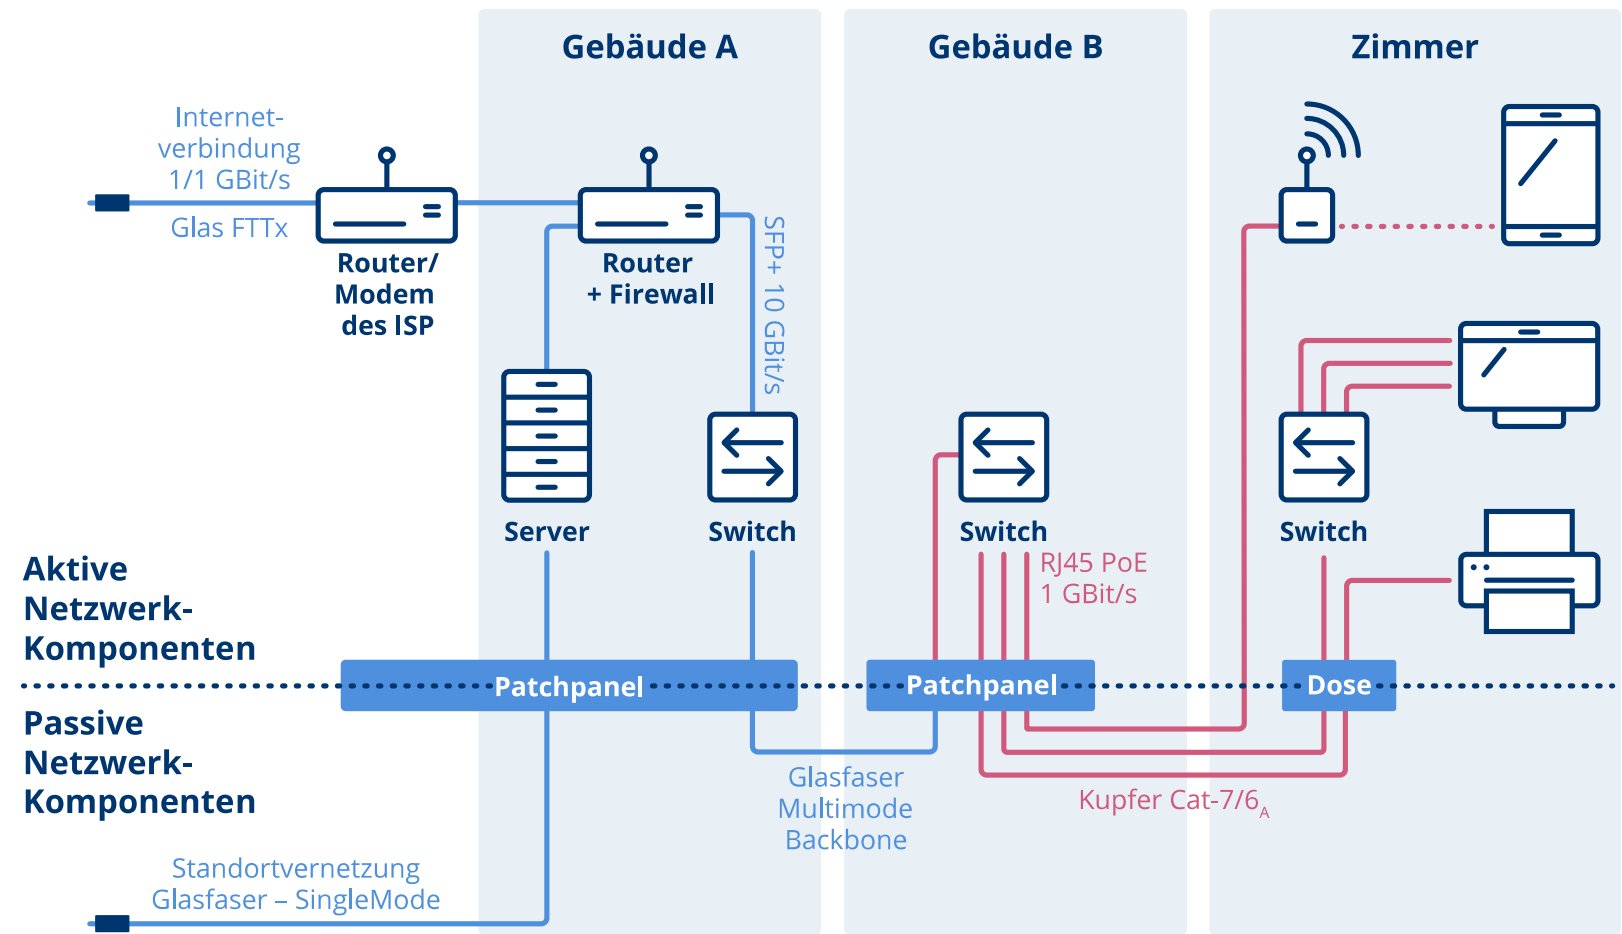 Gebäude A
Gebäude B
Zimmer
Internet-
verbindung
1/1 GBit/s
Glas FTTx
Router/
Modem
des ISP
Router
+ Firewall
SFP+ 10 GBit/s
Server
Switch
Switch
RJ45 PoE
1 GBit/s
Switch
Aktive
Netzwerk-
Komponenten
Patchpanel
Patchpanel
Dose
Passive
Netzwerk-
Komponenten
Glasfaser
Multimode
Backbone
Kupfer Cat-7/6A
Standortvernetzung
Glasfaser – SingleMode